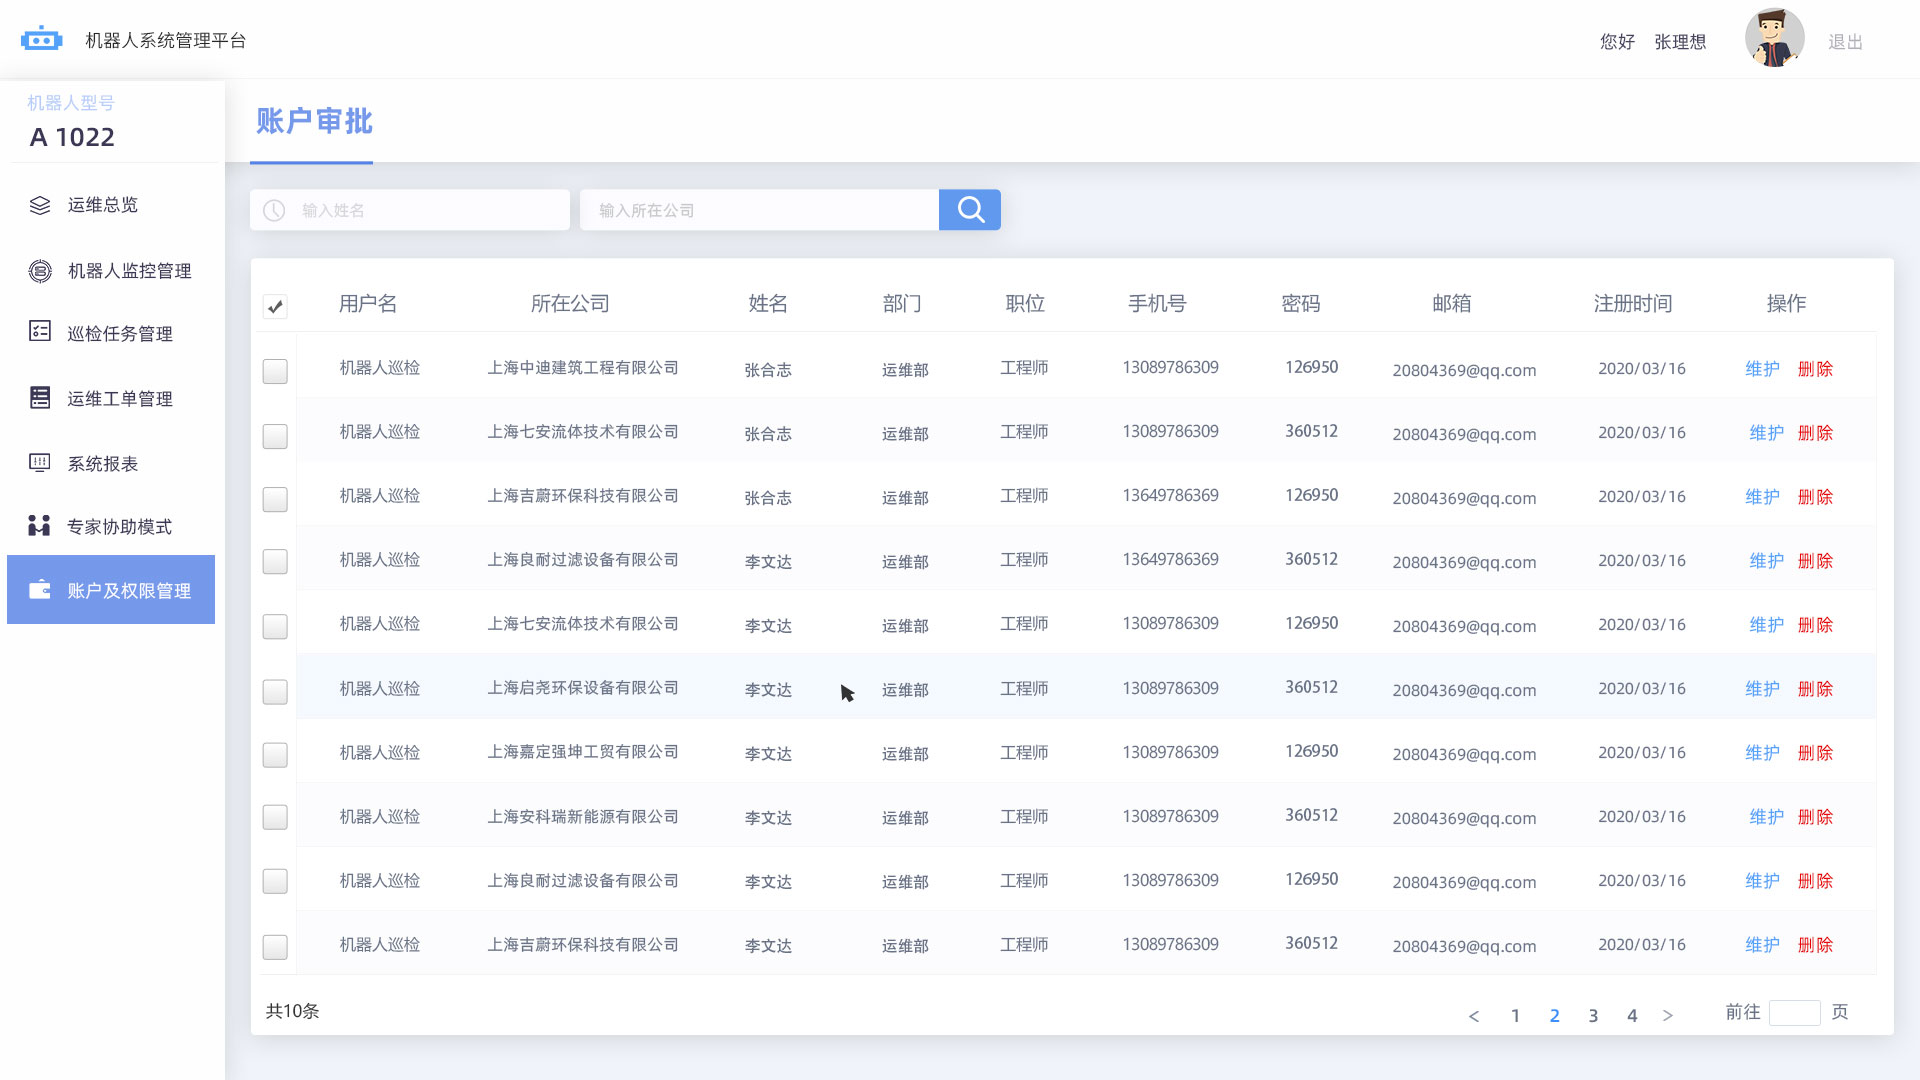 机器人系统管理平台
您好 张理想 退出
机器人型号
A 1022
运维总览
机器人监控管理
巡检任务管理
运维工单管理
系统报表
专家协助模式
账户及权限管理
账户审批
输入姓名 输入所在公司
用户名 所在公司 姓名 部门 职位 手机号 密码 邮箱 注册时间 操作
机器人巡检 上海中迪建筑工程有限公司 张合志 运维部 工程师 13089786309 126950 20804369@qq.com 2020/03/16 维护 删除
机器人巡检 上海七安流体技术有限公司 张合志 运维部 工程师 13089786309 360512 20804369@qq.com 2020/03/16 维护 删除
机器人巡检 上海吉蔚环保科技有限公司 张合志 运维部 工程师 13649786369 126950 20804369@qq.com 2020/03/16 维护 删除
机器人巡检 上海良耐过滤设备有限公司 李文达 运维部 工程师 13649786369 360512 20804369@qq.com 2020/03/16 维护 删除
机器人巡检 上海七安流体技术有限公司 李文达 运维部 工程师 13089786309 126950 20804369@qq.com 2020/03/16 维护 删除
机器人巡检 上海启尧环保设备有限公司 李文达 运维部 工程师 13089786309 360512 20804369@qq.com 2020/03/16 维护 删除
机器人巡检 上海嘉定强坤工贸有限公司 李文达 运维部 工程师 13089786309 126950 20804369@qq.com 2020/03/16 维护 删除
机器人巡检 上海安科瑞新能源有限公司 李文达 运维部 工程师 13089786309 360512 20804369@qq.com 2020/03/16 维护 删除
机器人巡检 上海良耐过滤设备有限公司 李文达 运维部 工程师 13089786309 126950 20804369@qq.com 2020/03/16 维护 删除
机器人巡检 上海吉蔚环保科技有限公司 李文达 运维部 工程师 13089786309 360512 20804369@qq.com 2020/03/16 维护 删除
共10条 < 1 2 3 4 > 前往 页